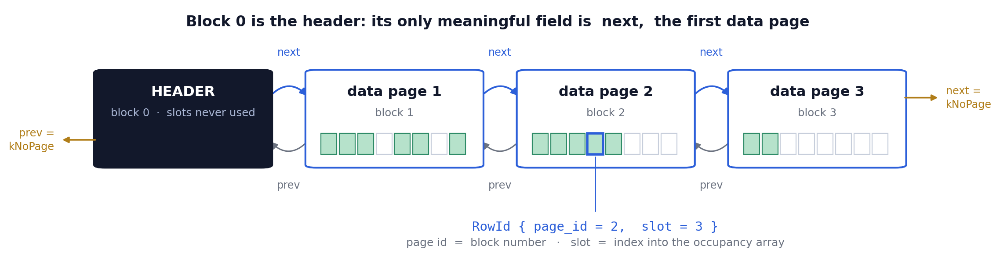 Block 0 is the header: its only meaningful field is  next,  the first data page
next
next
next
HEADER
block 0  ·  slots never used
data page 1
block 1
data page 2
block 2
data page 3
block 3
next =
kNoPage
prev =
kNoPage
prev
prev
prev
RowId { page_id = 2,  slot = 3 }
page id  =  block number   ·   slot  =  index into the occupancy array